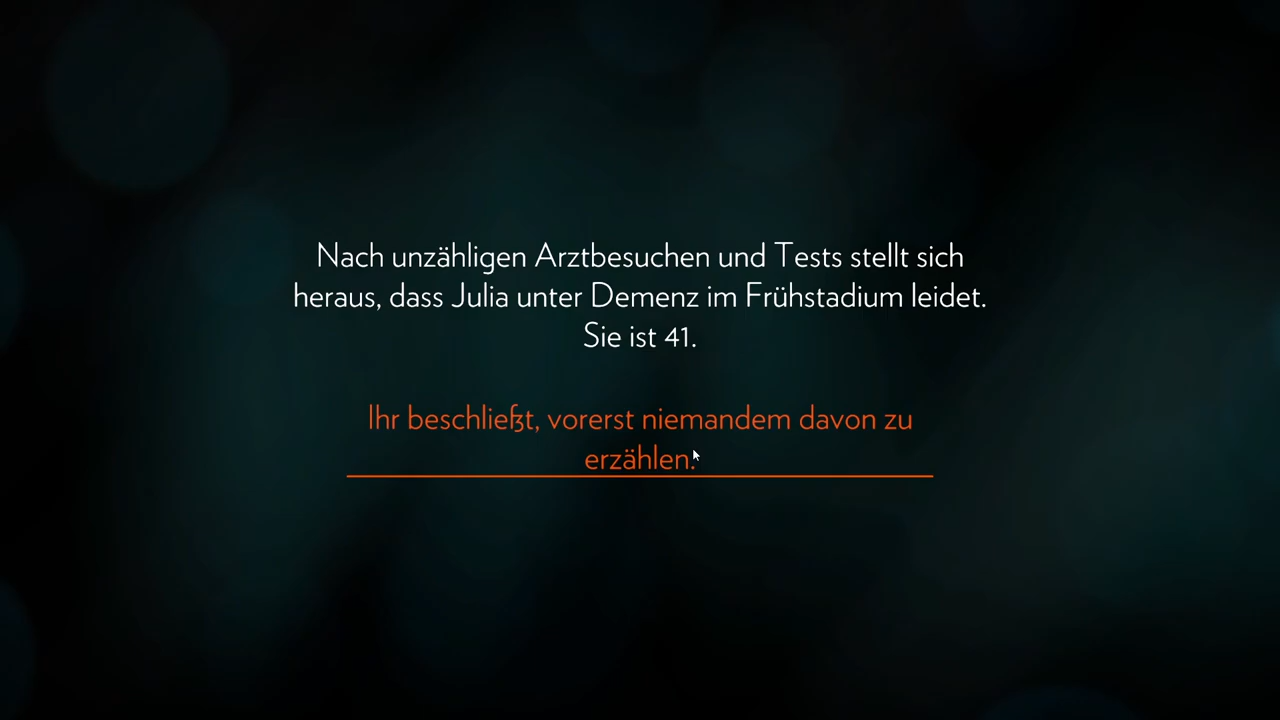 Nach unzähligen Arztbesuchen und Tests stellt sich
heraus, dass Julia unter Demenz im Frühstadium leidet.
Sie ist 41.
Ihr beschließt, vorerst niemandem davon zu
erzählen.